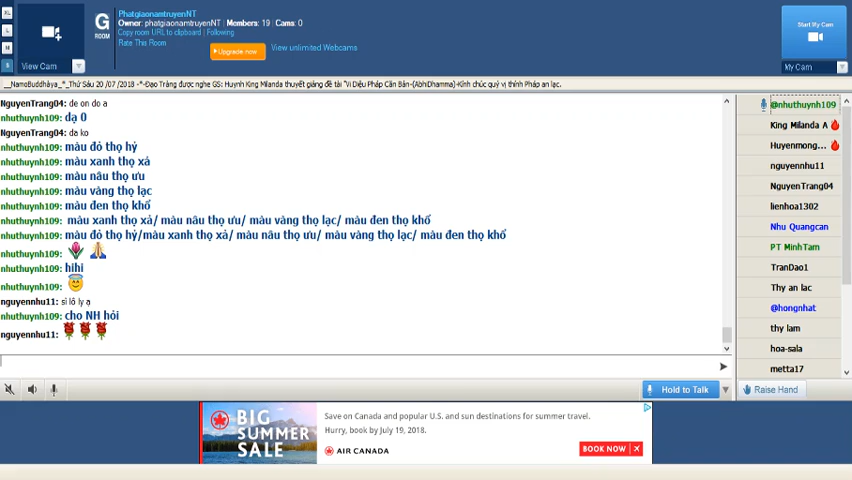 XL
L
M
S
View Cam
G
ROOM
PhatgiaonamtruyenNT
Owner: phatgiaonamtruyenNT | Members: 19 | Cams: 0
Copy room URL to clipboard | Following
Rate This Room
Upgrade now
View unlimited Webcams
Start My Cam
My Cam
__NamoBuddhàya_*_Thứ Sáu 20 /07 /2018 -*-Đạo Tràng được nghe GS: Huynh King Milanda thuyết giảng đề tài "Vi Diệu Pháp Căn Bản-(AbhiDhamma)-Kính chúc quý vị thính Pháp an lạc.
NguyenTrang04: de on do a
nhuthuynh109: dạ 0
NguyenTrang04: da ko
nhuthuynh109: màu đỏ thọ hỷ
nhuthuynh109: màu xanh thọ xả
nhuthuynh109: màu nâu thọ ưu
nhuthuynh109: màu vàng thọ lạc
nhuthuynh109: màu đen thọ khổ
nhuthuynh109: màu xanh thọ xả/ màu nâu thọ ưu/ màu vàng thọ lạc/ màu đen thọ khổ
nhuthuynh109: màu đỏ thọ hỷ/màu xanh thọ xả/ màu nâu thọ ưu/ màu vàng thọ lạc/ màu đen thọ khổ
nhuthuynh109:
nhuthuynh109: hihi
nhuthuynh109:
nguyennhu11: sì lô ly ạ
nhuthuynh109: cho NH hỏi
nguyennhu11:
@nhuthuynh109
King Milanda A
Huyenmong...
nguyennhu11
NguyenTrang04
lienhoa1302
Nhu Quangcan
PT MinhTam
TranDao1
Thy an lac
@hongnhat
thy lam
hoa-sala
metta17
Hold to Talk
Raise Hand
BIG
SUMMER
SALE
Save on Canada and popular U.S. and sun destinations for summer travel.
Hurry, book by July 19, 2018.
AIR CANADA
BOOK NOW